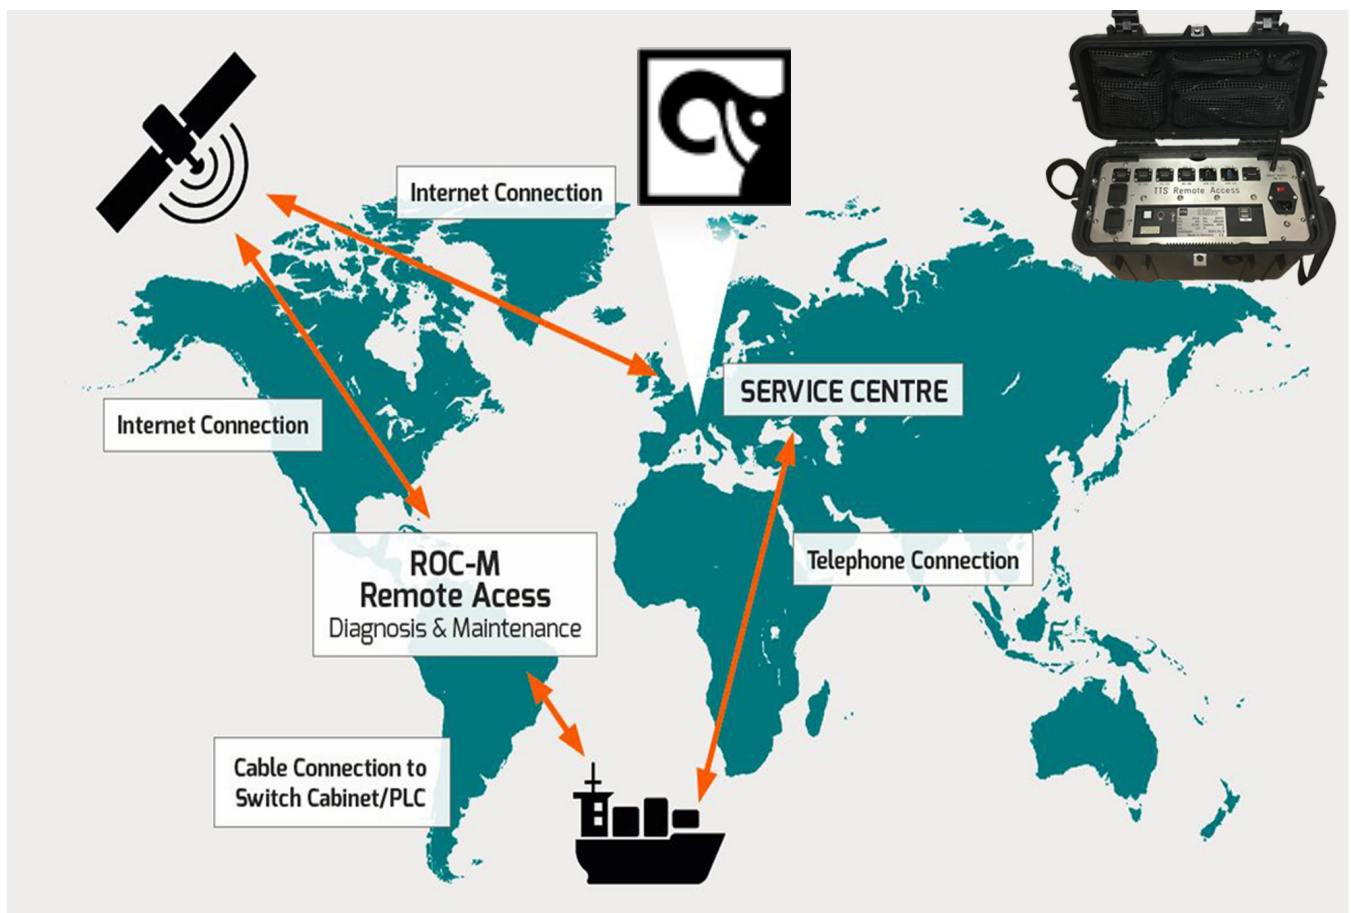 Internet Connection
TTS Remote Access
SERVICE CENTRE
Internet Connection
ROC-M
Remote Acess
Diagnosis & Maintenance
Telephone Connection
Cable Connection to
Switch Cabinet/PLC